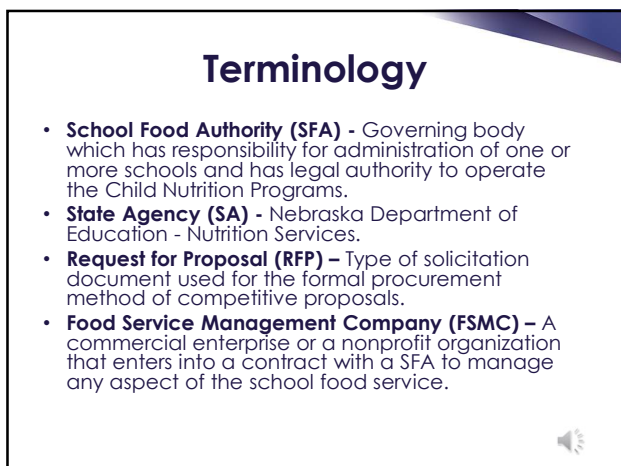 Terminology
• School Food Authority (SFA) - Governing body
which has responsibility for administration of one or
more schools and has legal authority to operate
the Child Nutrition Programs.
• State Agency (SA) - Nebraska Department of
Education - Nutrition Services.
• Request for Proposal (RFP) – Type of solicitation
document used for the formal procurement
method of competitive proposals.
• Food Service Management Company (FSMC) – A
commercial enterprise or a nonprofit organization
that enters into a contract with a SFA to manage
any aspect of the school food service.